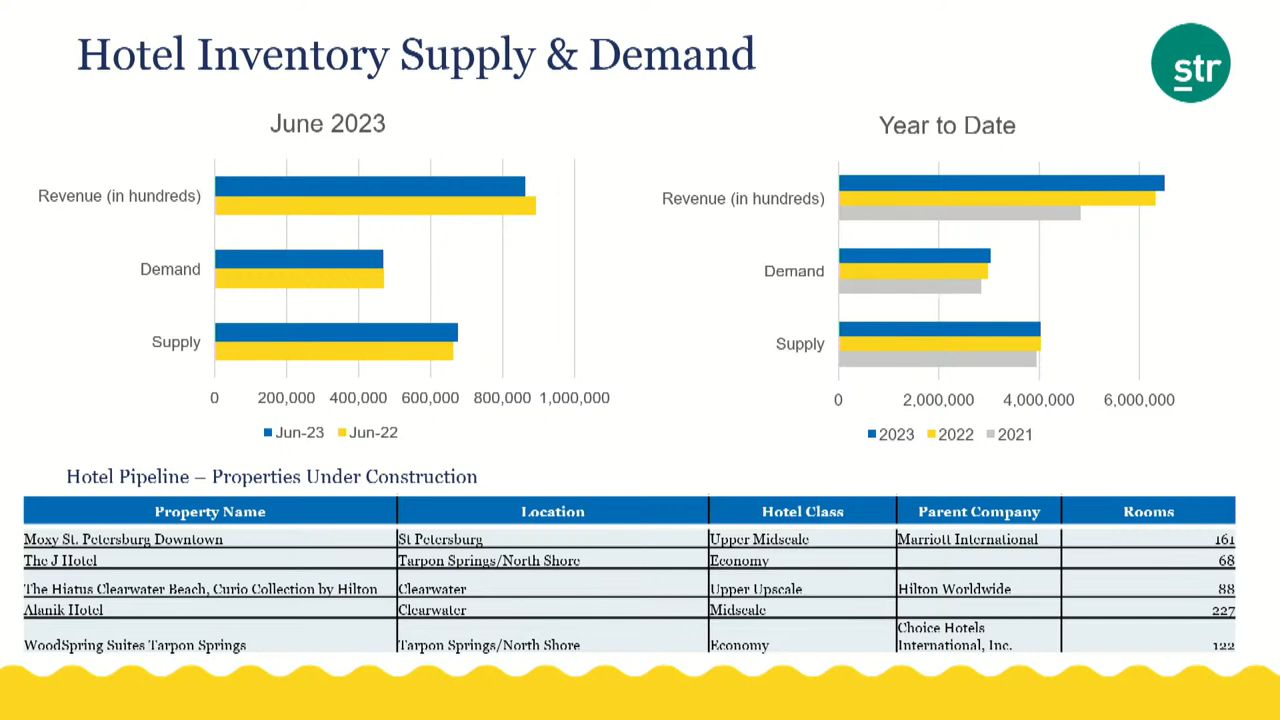 Hotel Inventory Supply & Demand
str
June 2023
Revenue (in hundreds)
Demand
Supply
0 200,000 400,000 600,000 800,000 1,000,000
Jun-23 Jun-22
Year to Date
Revenue (in hundreds)
Demand
Supply
0 2,000,000 4,000,000 6,000,000
2023 2022 2021
Hotel Pipeline – Properties Under Construction
Property Name Location Hotel Class Parent Company Rooms
Moxy St. Petersburg Downtown St Petersburg Upper Midscale Marriott International 161
The J Hotel Tarpon Springs/North Shore Economy 68
The Hiatus Clearwater Beach, Curio Collection by Hilton Clearwater Upper Upscale Hilton Worldwide 88
Alanik Hotel Clearwater Midscale 227
Choice Hotels
WoodSpring Suites Tarpon Springs Tarpon Springs/North Shore Economy International, Inc. 122